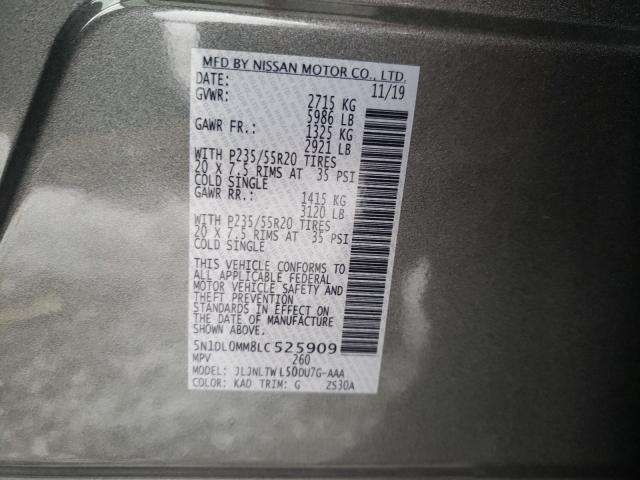 MFD BY NISSAN MOTOR CO., LTD.
DATE: 11/19
GVWR: 2715 KG
5986 LB
GAWR FR.: 1325 KG
2921 LB
WITH P235/55R20 TIRES
20 X 7.5 RIMS AT 35 PSI
COLD SINGLE
GAWR RR.: 1415 KG
3120 LB
WITH P235/55R20 TIRES
20 X 7.5 RIMS AT 35 PSI
COLD SINGLE
THIS VEHICLE CONFORMS TO
ALL APPLICABLE FEDERAL
MOTOR VEHICLE SAFETY AND
THEFT PREVENTION
STANDARDS IN EFFECT ON
THE DATE OF MANUFACTURE
SHOWN ABOVE.
5N1DL0MM8LC525909
MPV 260
MODEL: JLJNLTWL50DU7G-AAA
COLOR: KAD TRIM: G ZS30A